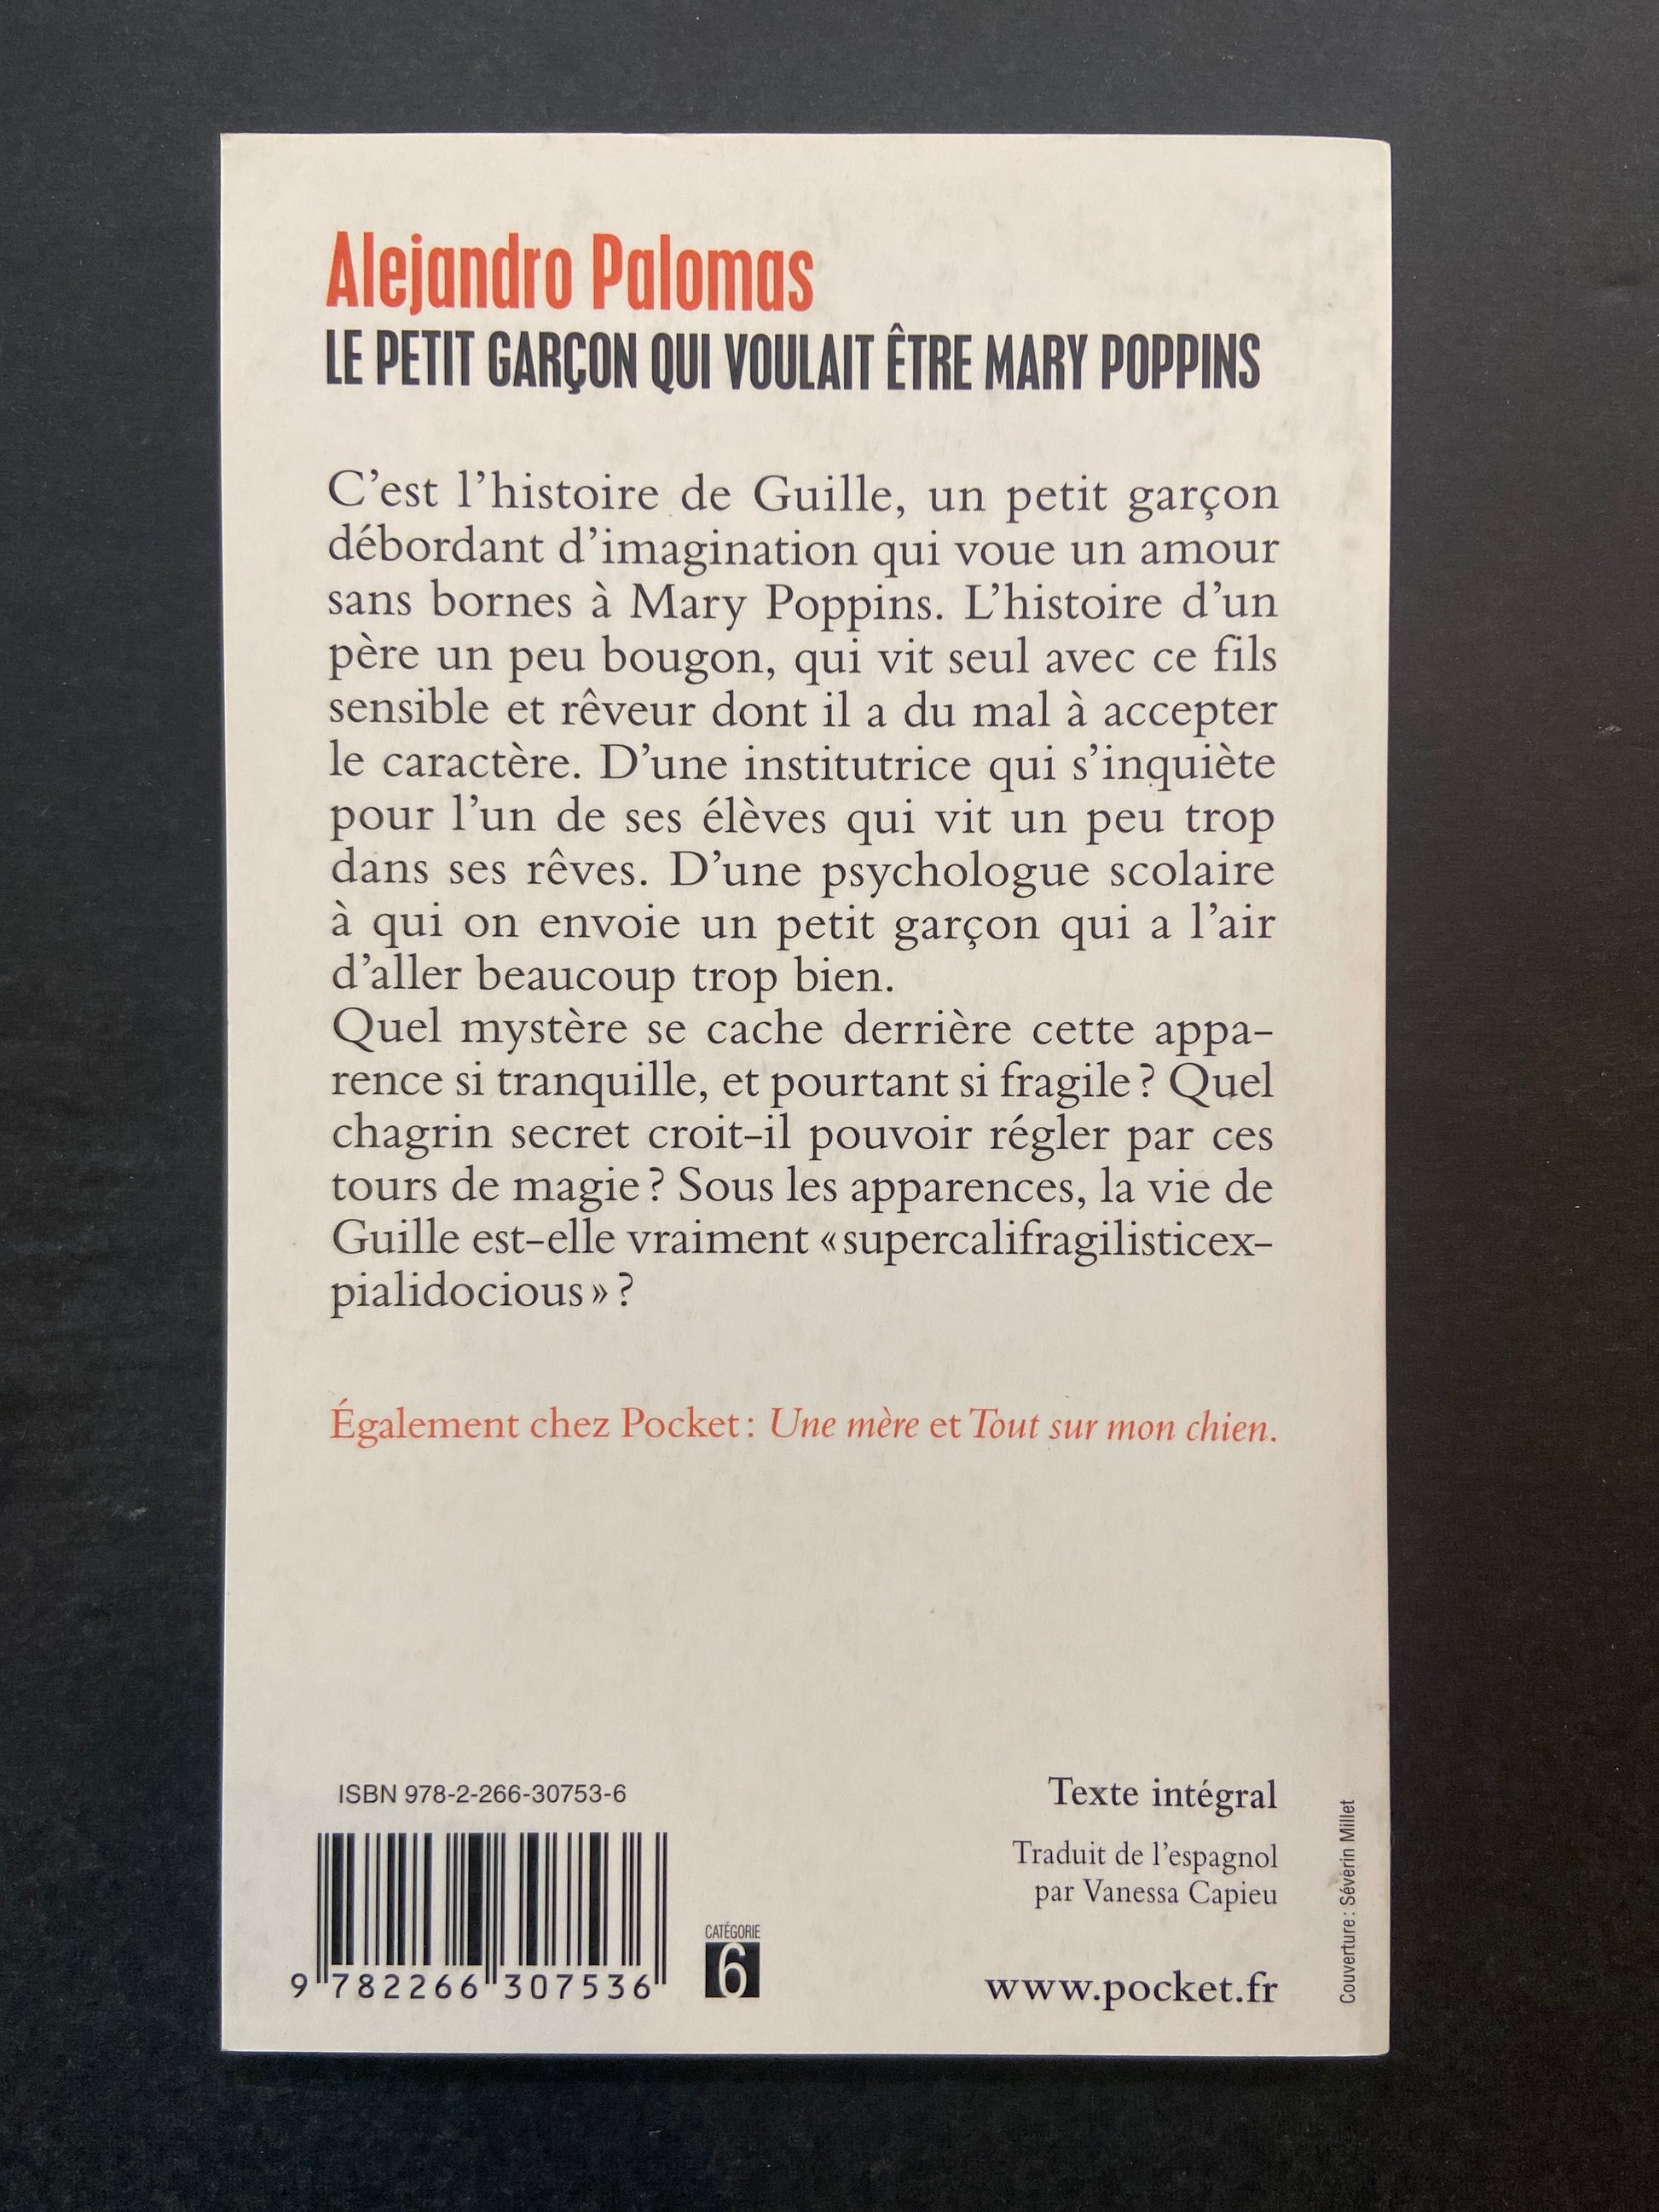 Alejandro Palomas
LE PETIT GARÇON QUI VOULAIT ÊTRE MARY POPPINS
C'est l'histoire de Guille, un petit garçon
débordant d'imagination qui voue un amour
sans bornes à Mary Poppins. L'histoire d'un
père un peu bougon, qui vit seul avec ce fils
sensible et rêveur dont il a du mal à accepter
le caractère. D'une institutrice qui s'inquiète
pour l'un de ses élèves qui vit un peu trop
dans ses rêves. D'une psychologue scolaire
à qui on envoie un petit garçon qui a l'air
d'aller beaucoup trop bien.
Quel mystère se cache derrière cette appa-
rence si tranquille, et pourtant si fragile ? Quel
chagrin secret croit-il pouvoir régler par ces
tours de magie ? Sous les apparences, la vie de
Guille est-elle vraiment « supercalifragilisticex-
pialidocious » ?
Également chez Pocket : Une mère et Tout sur mon chien.
ISBN 978-2-266-30753-6
9 782266 307536
CATÉGORIE
6
Texte intégral
Traduit de l'espagnol
par Vanessa Capieu
www.pocket.fr
Couverture : Séverin Millet